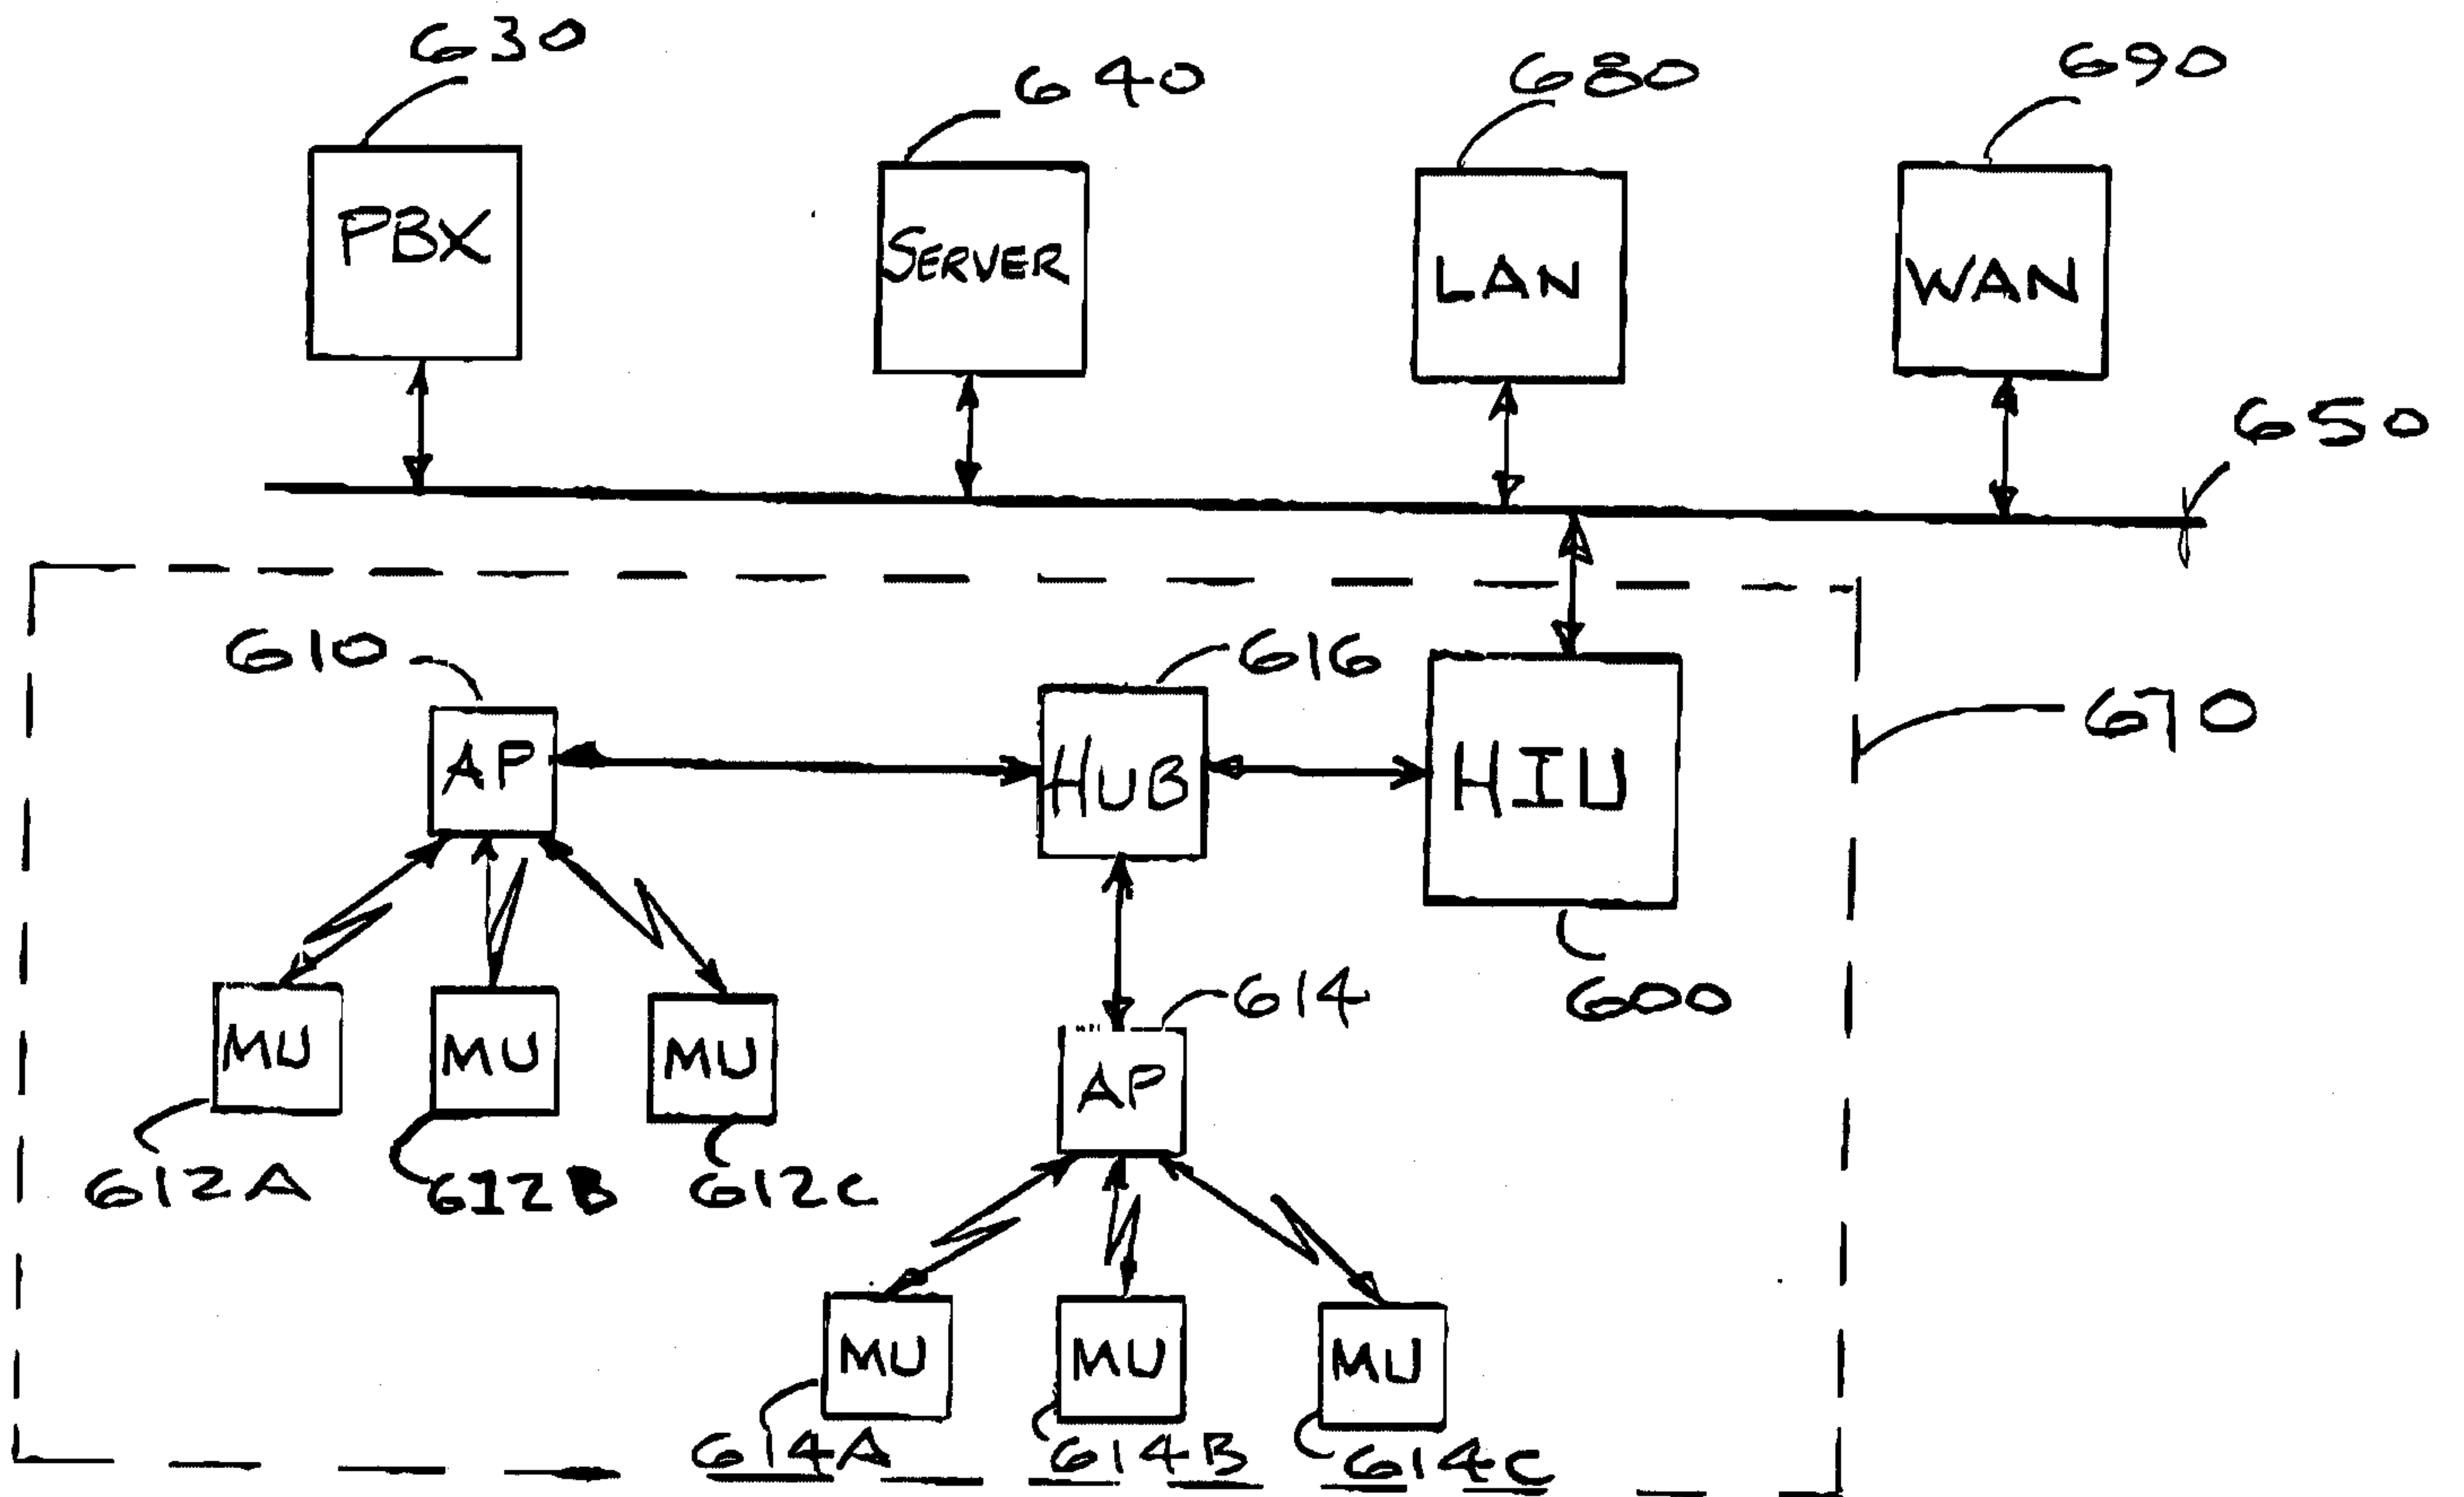 630
640
680
690
PBX
SERVER
LAN
WAN
650
610
616
670
AP
HUB
HIU
600
614
MU
MU
MU
AP
612A
612B
612C
MU
MU
MU
614A
614B
614C